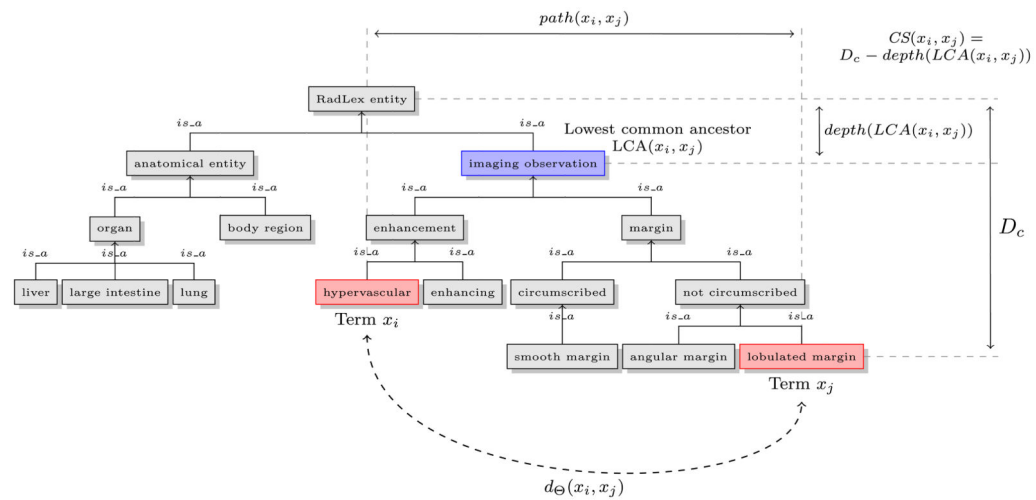 path(x_i, x_j)
CS(x_i, x_j) =
D_c − depth(LCA(x_i, x_j))
RadLex entity
is_a
is_a
Lowest common ancestor
LCA(x_i, x_j)
depth(LCA(x_i, x_j))
anatomical entity
imaging observation
is_a
is_a
is_a
is_a
organ
body region
enhancement
margin
D_c
is_a
is_a
is_a
is_a
is_a
is_a
is_a
liver
large intestine
lung
hypervascular
enhancing
circumscribed
not circumscribed
Term x_i
is_a
is_a
is_a
smooth margin
angular margin
lobulated margin
Term x_j
d_Θ(x_i, x_j)